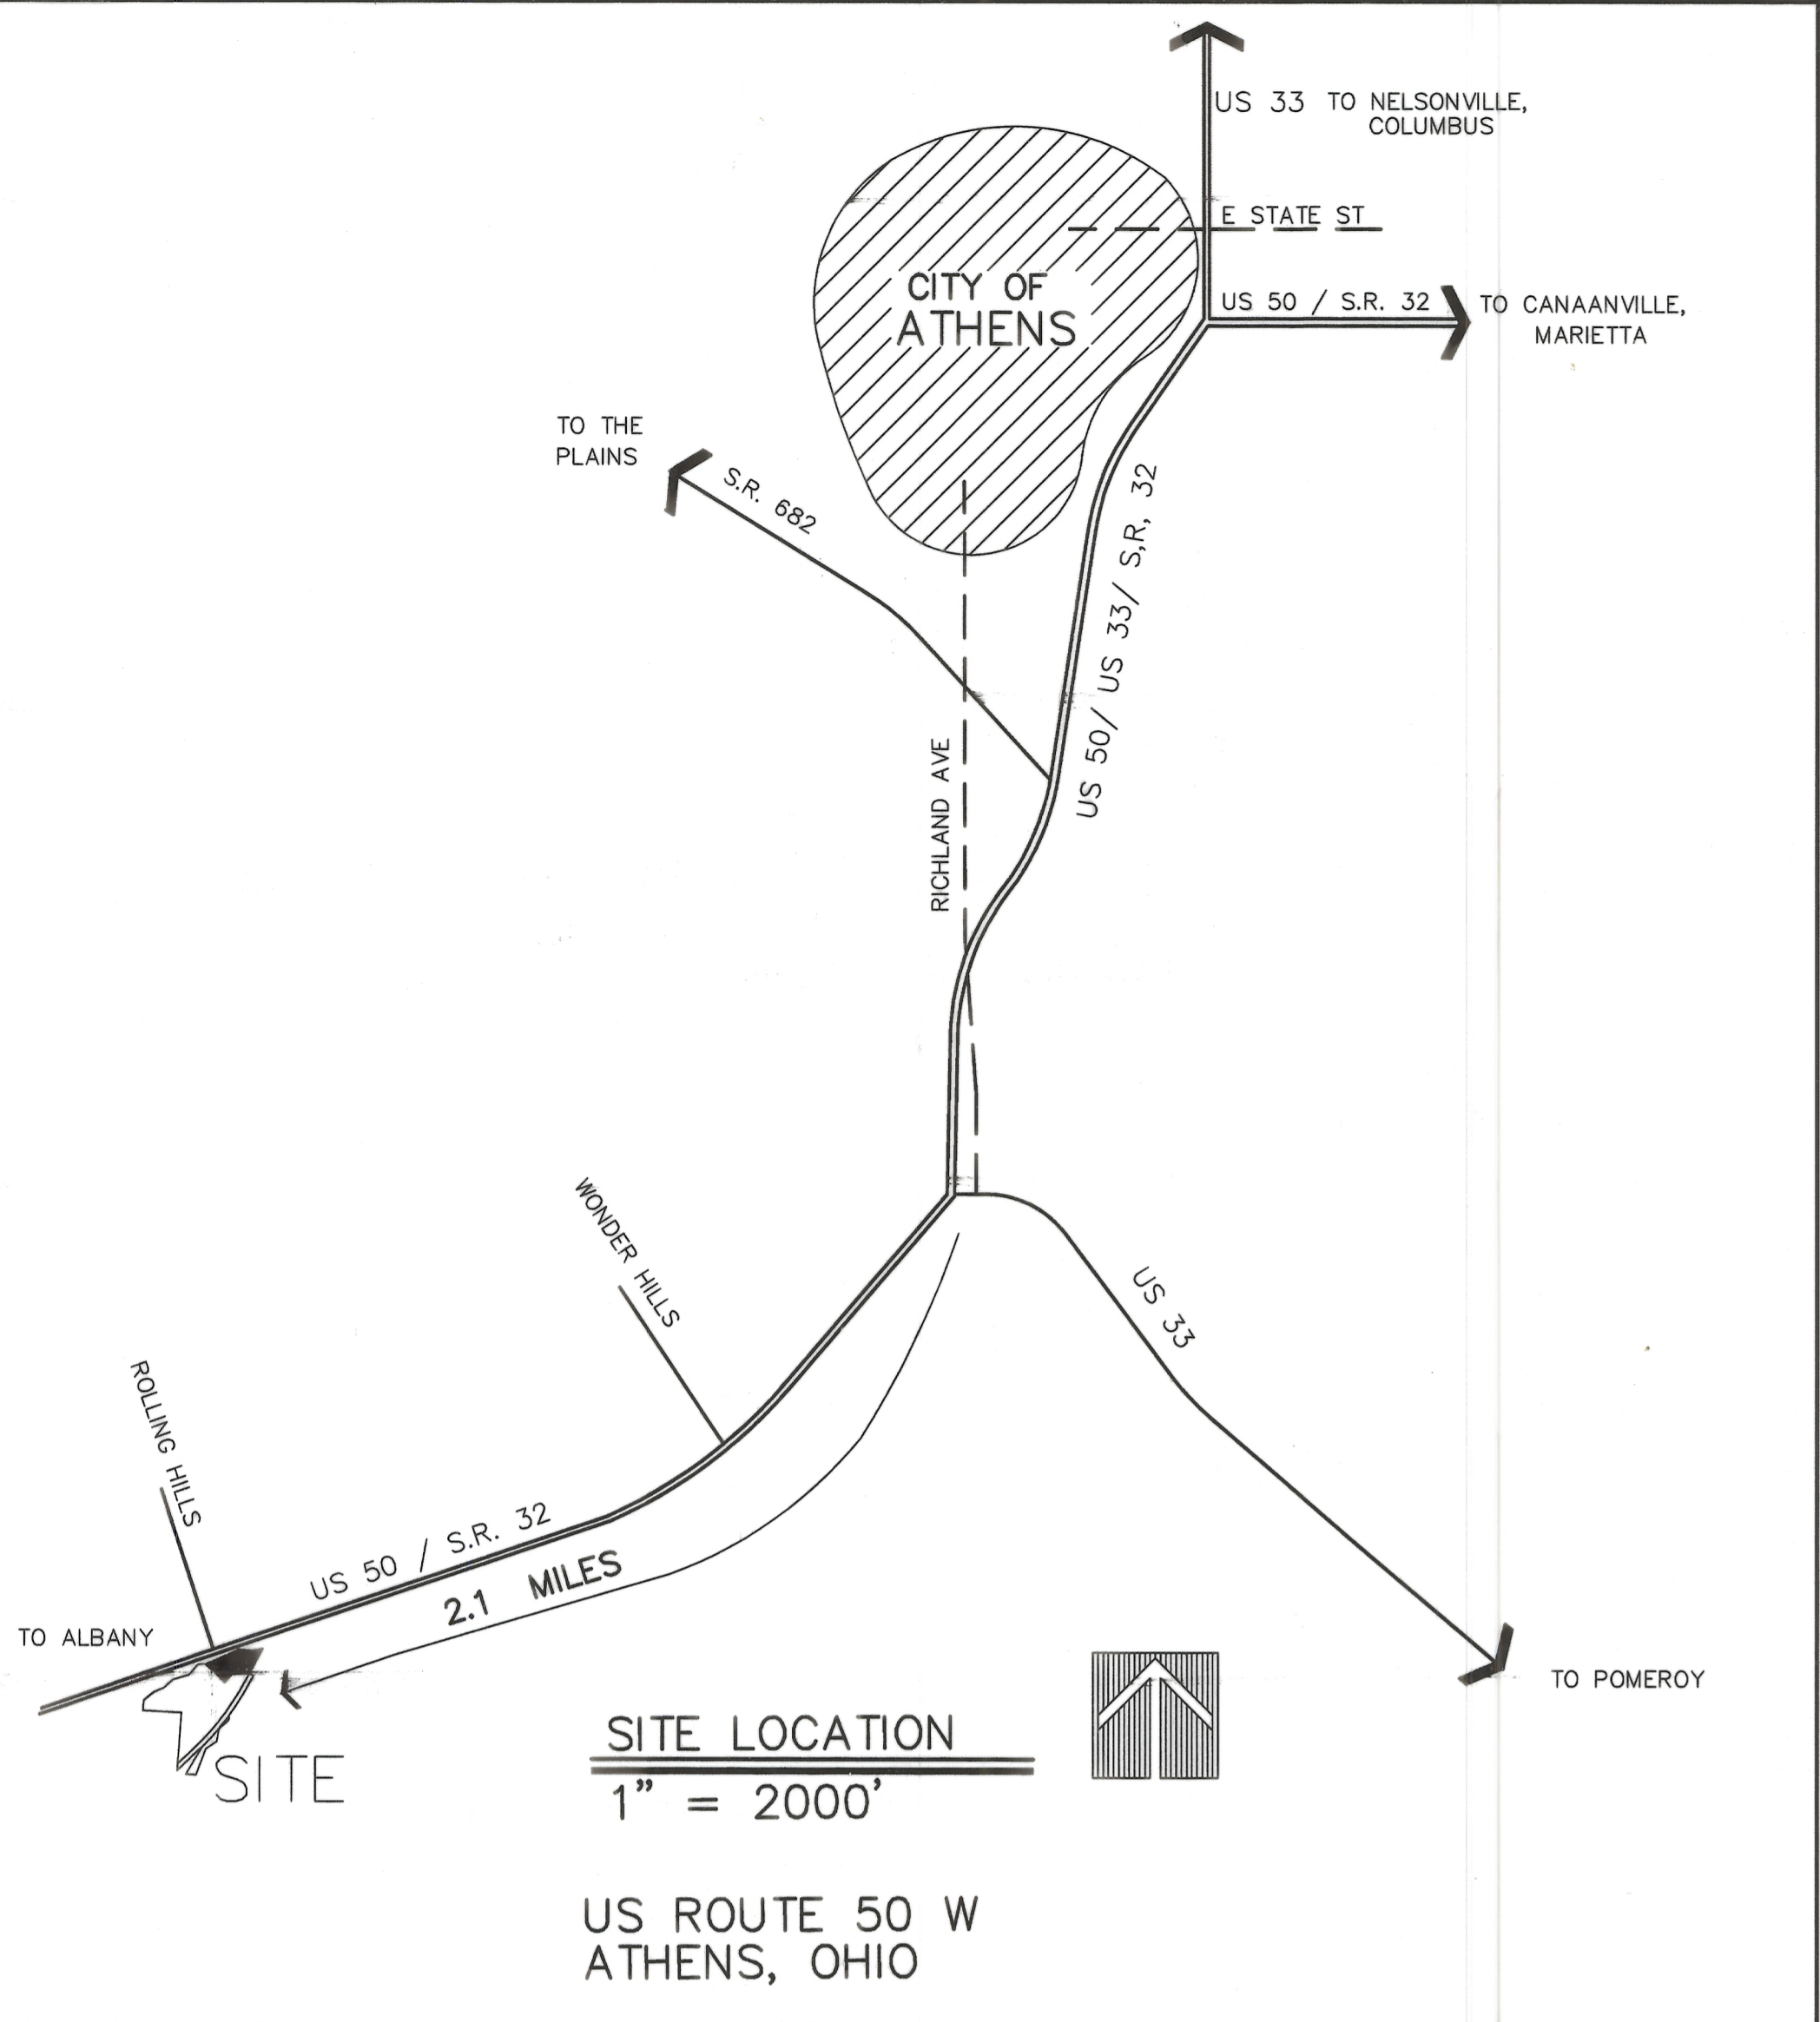 US 33 TO NELSONVILLE,
COLUMBUS
E STATE ST
CITY OF
ATHENS
US 50 / S.R. 32
TO CANAANVILLE,
MARIETTA
TO THE
PLAINS
S.R. 682
US 50/ US 33/ S,R, 32
RICHLAND AVE
WONDER HILLS
US 33
ROLLING HILLS
US 50 / S.R. 32
2.1 MILES
TO ALBANY
TO POMEROY
SITE
SITE LOCATION
1” = 2000’
US ROUTE 50 W
ATHENS, OHIO